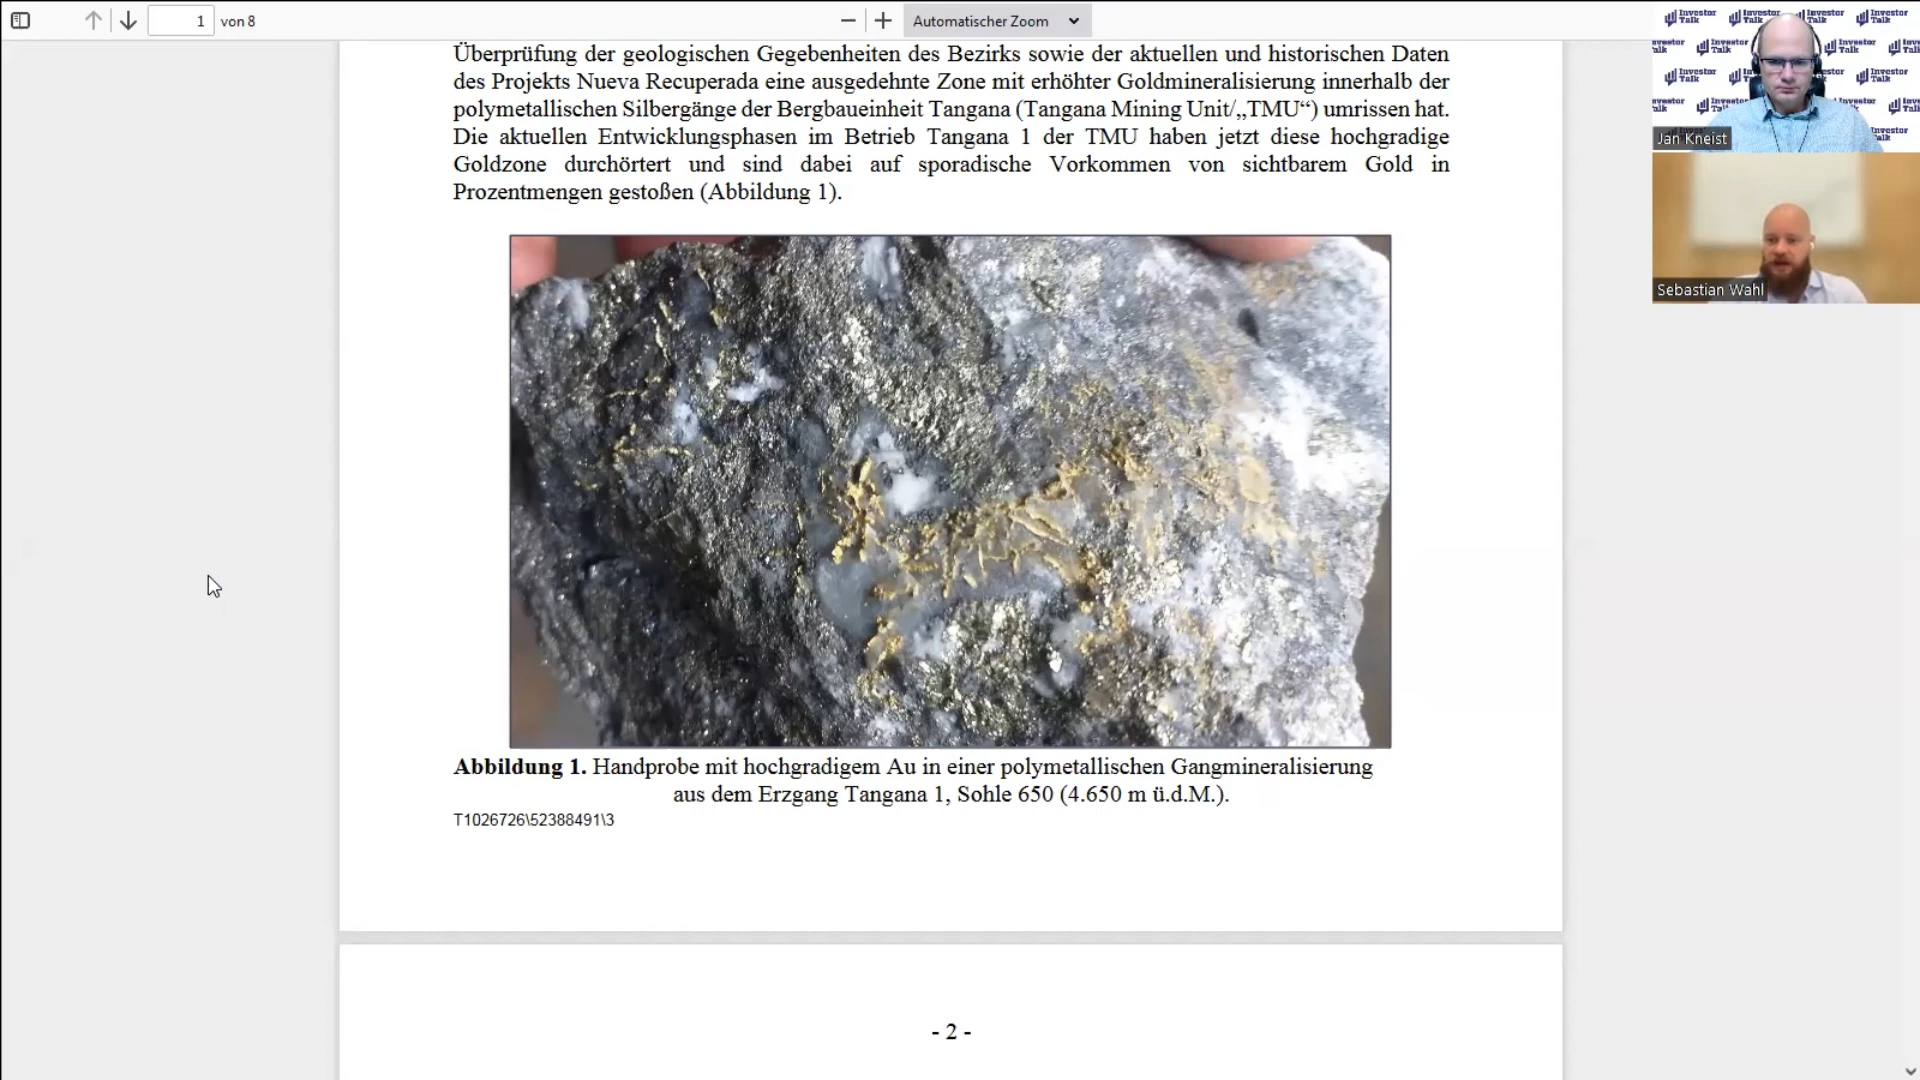 1 von 8
Automatischer Zoom
Überprüfung der geologischen Gegebenheiten des Bezirks sowie der aktuellen und historischen Daten
des Projekts Nueva Recuperada eine ausgedehnte Zone mit erhöhter Goldmineralisierung innerhalb der
polymetallischen Silbergänge der Bergbaueinheit Tangana (Tangana Mining Unit/„TMU“) umrissen hat.
Die aktuellen Entwicklungsphasen im Betrieb Tangana 1 der TMU haben jetzt diese hochgradige
Goldzone durchörtert und sind dabei auf sporadische Vorkommen von sichtbarem Gold in
Prozentmengen gestoßen (Abbildung 1).
Abbildung 1. Handprobe mit hochgradigem Au in einer polymetallischen Gangmineralisierung
aus dem Erzgang Tangana 1, Sohle 650 (4.650 m ü.d.M.).
T1026726\52388491\3
- 2 -
Investor Talk
Jan Kneist
Sebastian Wahl